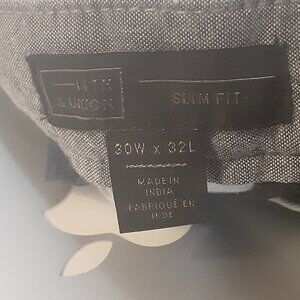 14TH
& UNION
SLIM FIT
30W x 32L
MADE IN
INDIA
FABRIQUÉ EN
INDE